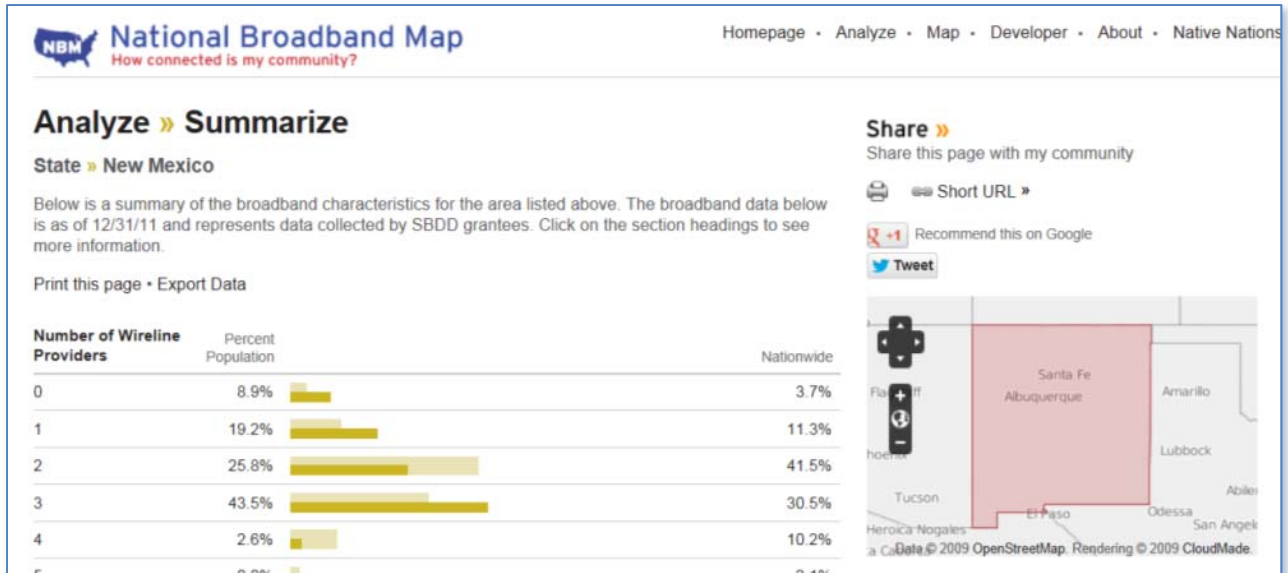 NBM National Broadband Map
How connected is my community?
Homepage • Analyze • Map • Developer • About • Native Nations
Analyze » Summarize
State » New Mexico
Below is a summary of the broadband characteristics for the area listed above. The broadband data below
is as of 12/31/11 and represents data collected by SBDD grantees. Click on the section headings to see
more information.
Print this page • Export Data
Number of Wireline Providers Percent Population Nationwide
0 8.9% 3.7%
1 19.2% 11.3%
2 25.8% 41.5%
3 43.5% 30.5%
4 2.6% 10.2%
Share »
Share this page with my community
Short URL »
+1 Recommend this on Google
Tweet
Santa Fe
Albuquerque
Amarillo
Lubbock
Tucson
El Paso
Odessa
San Angel
Heroica Nogales
Data © 2009 OpenStreetMap. Rendering © 2009 CloudMade.